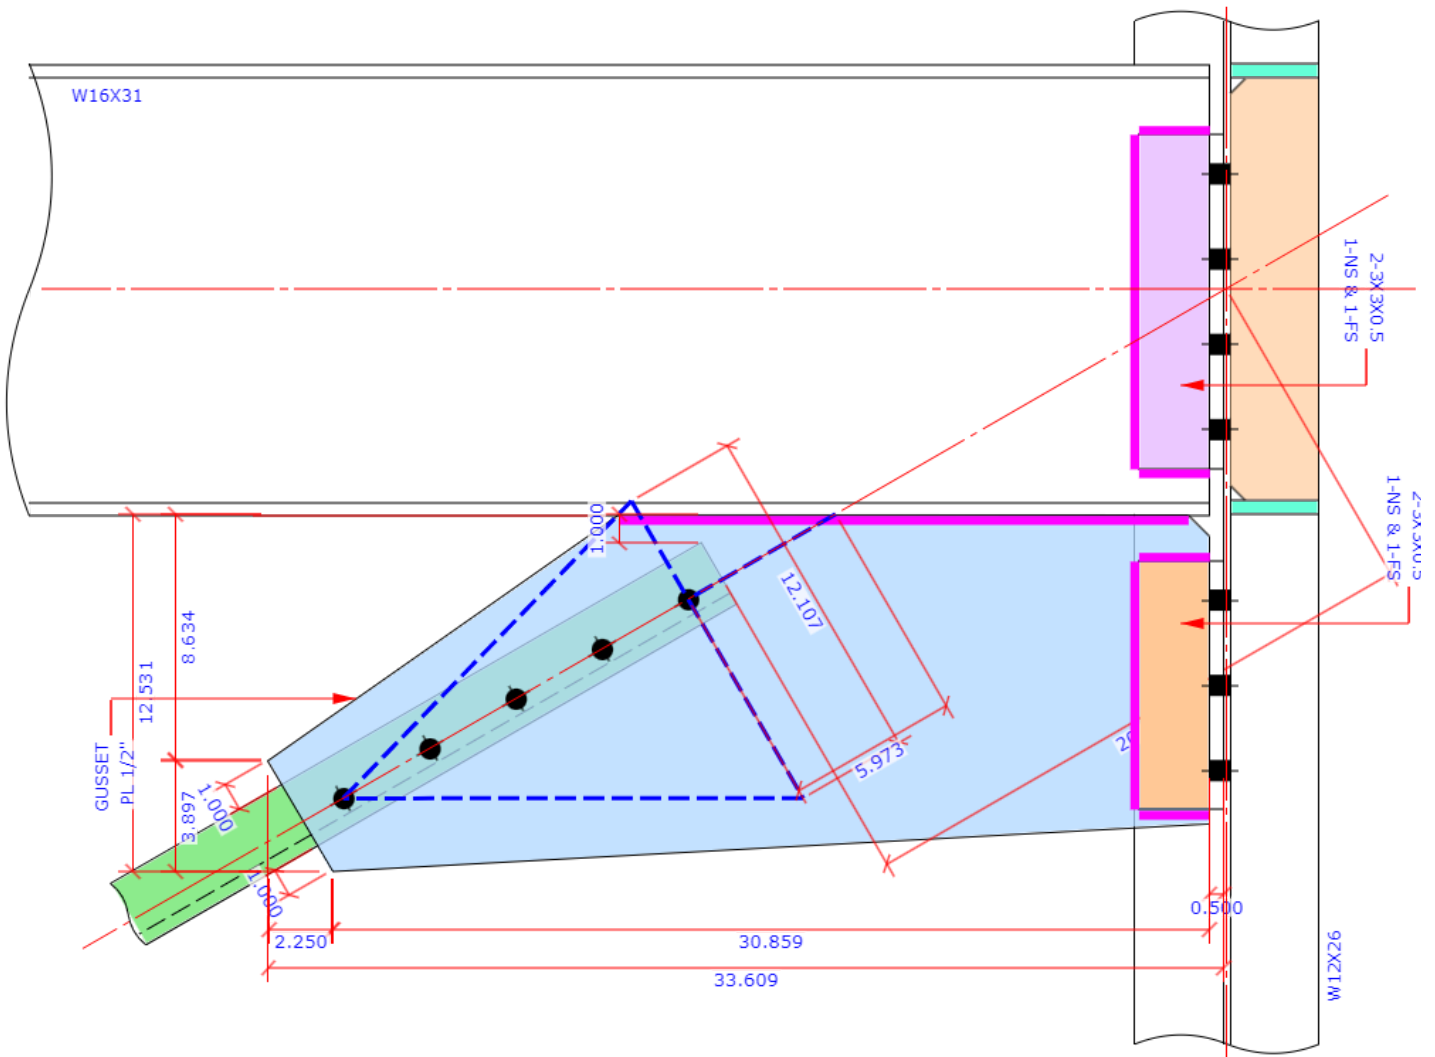 W16X31
2-3X3X0.5
1-NS & 1-FS
1-NS & 1-FS
1.000
12.107
8.634
12.531
GUSSET
PL 1/2"
5.973
1.000
3.897
1.000
0.500
2.250
30.859
33.609
W12X26